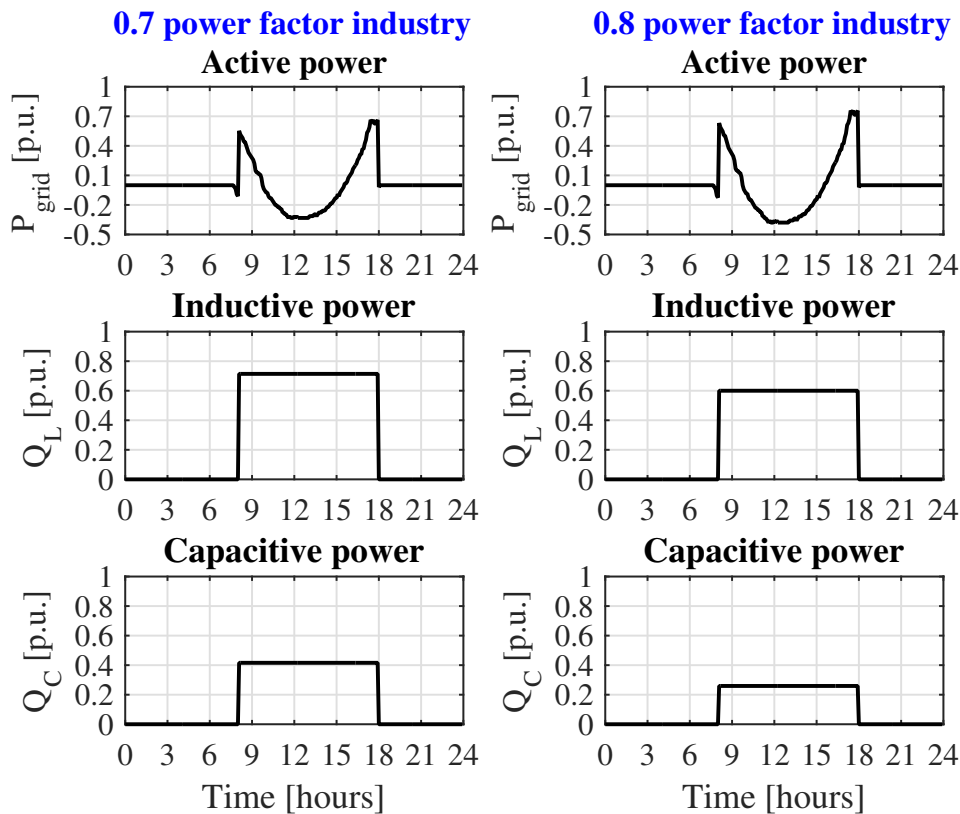 0.7 power factor industry 0.8 power factor industry
Active power Active power
P_grid [p.u.]
1
0.7
0.4
0.1
-0.2
-0.5
0 3 6 9 12 15 18 21 24
P_grid [p.u.]
1
0.7
0.4
0.1
-0.2
-0.5
0 3 6 9 12 15 18 21 24
Inductive power Inductive power
Q_L [p.u.]
1
0.8
0.6
0.4
0.2
0
0 3 6 9 12 15 18 21 24
Q_L [p.u.]
1
0.8
0.6
0.4
0.2
0
0 3 6 9 12 15 18 21 24
Capacitive power Capacitive power
Q_C [p.u.]
1
0.8
0.6
0.4
0.2
0
0 3 6 9 12 15 18 21 24
Q_C [p.u.]
1
0.8
0.6
0.4
0.2
0
0 3 6 9 12 15 18 21 24
Time [hours] Time [hours]